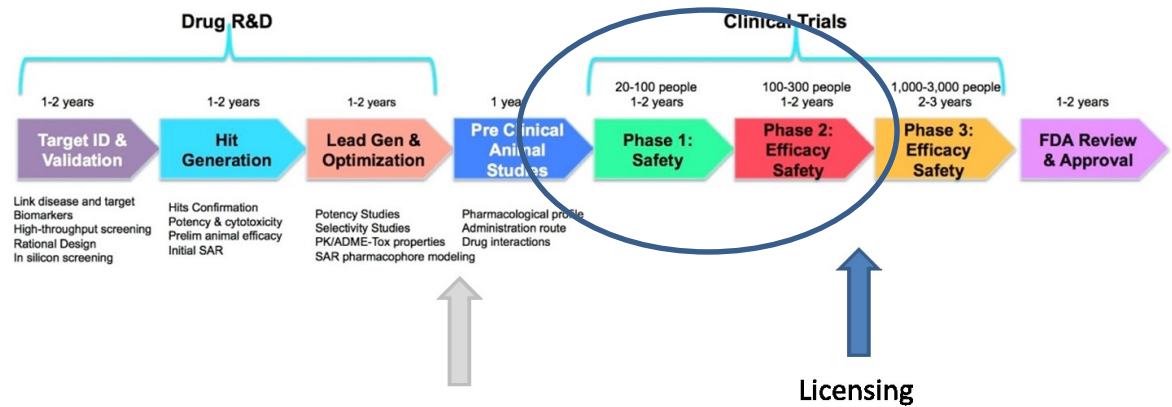 Drug R&D
Clinical Trials
1-2 years
1-2 years
1-2 years
1 year
20-100 people
1-2 years
100-300 people
1-2 years
1,000-3,000 people
2-3 years
1-2 years
Target ID &
Validation
Hit
Generation
Lead Gen &
Optimization
Pre Clinical
Animal
Studies
Phase 1:
Safety
Phase 2:
Efficacy
Safety
Phase 3:
Efficacy
Safety
FDA Review
& Approval
Link disease and target
Biomarkers
High-throughput screening
Rational Design
In silicon screening
Hits Confirmation
Potency & cytotoxicity
Prelim animal efficacy
Initial SAR
Potency Studies
Selectivity Studies
PK/ADME-Tox properties
SAR pharmacophore modeling
Pharmacological profile
Administration route
Drug interactions
Licensing